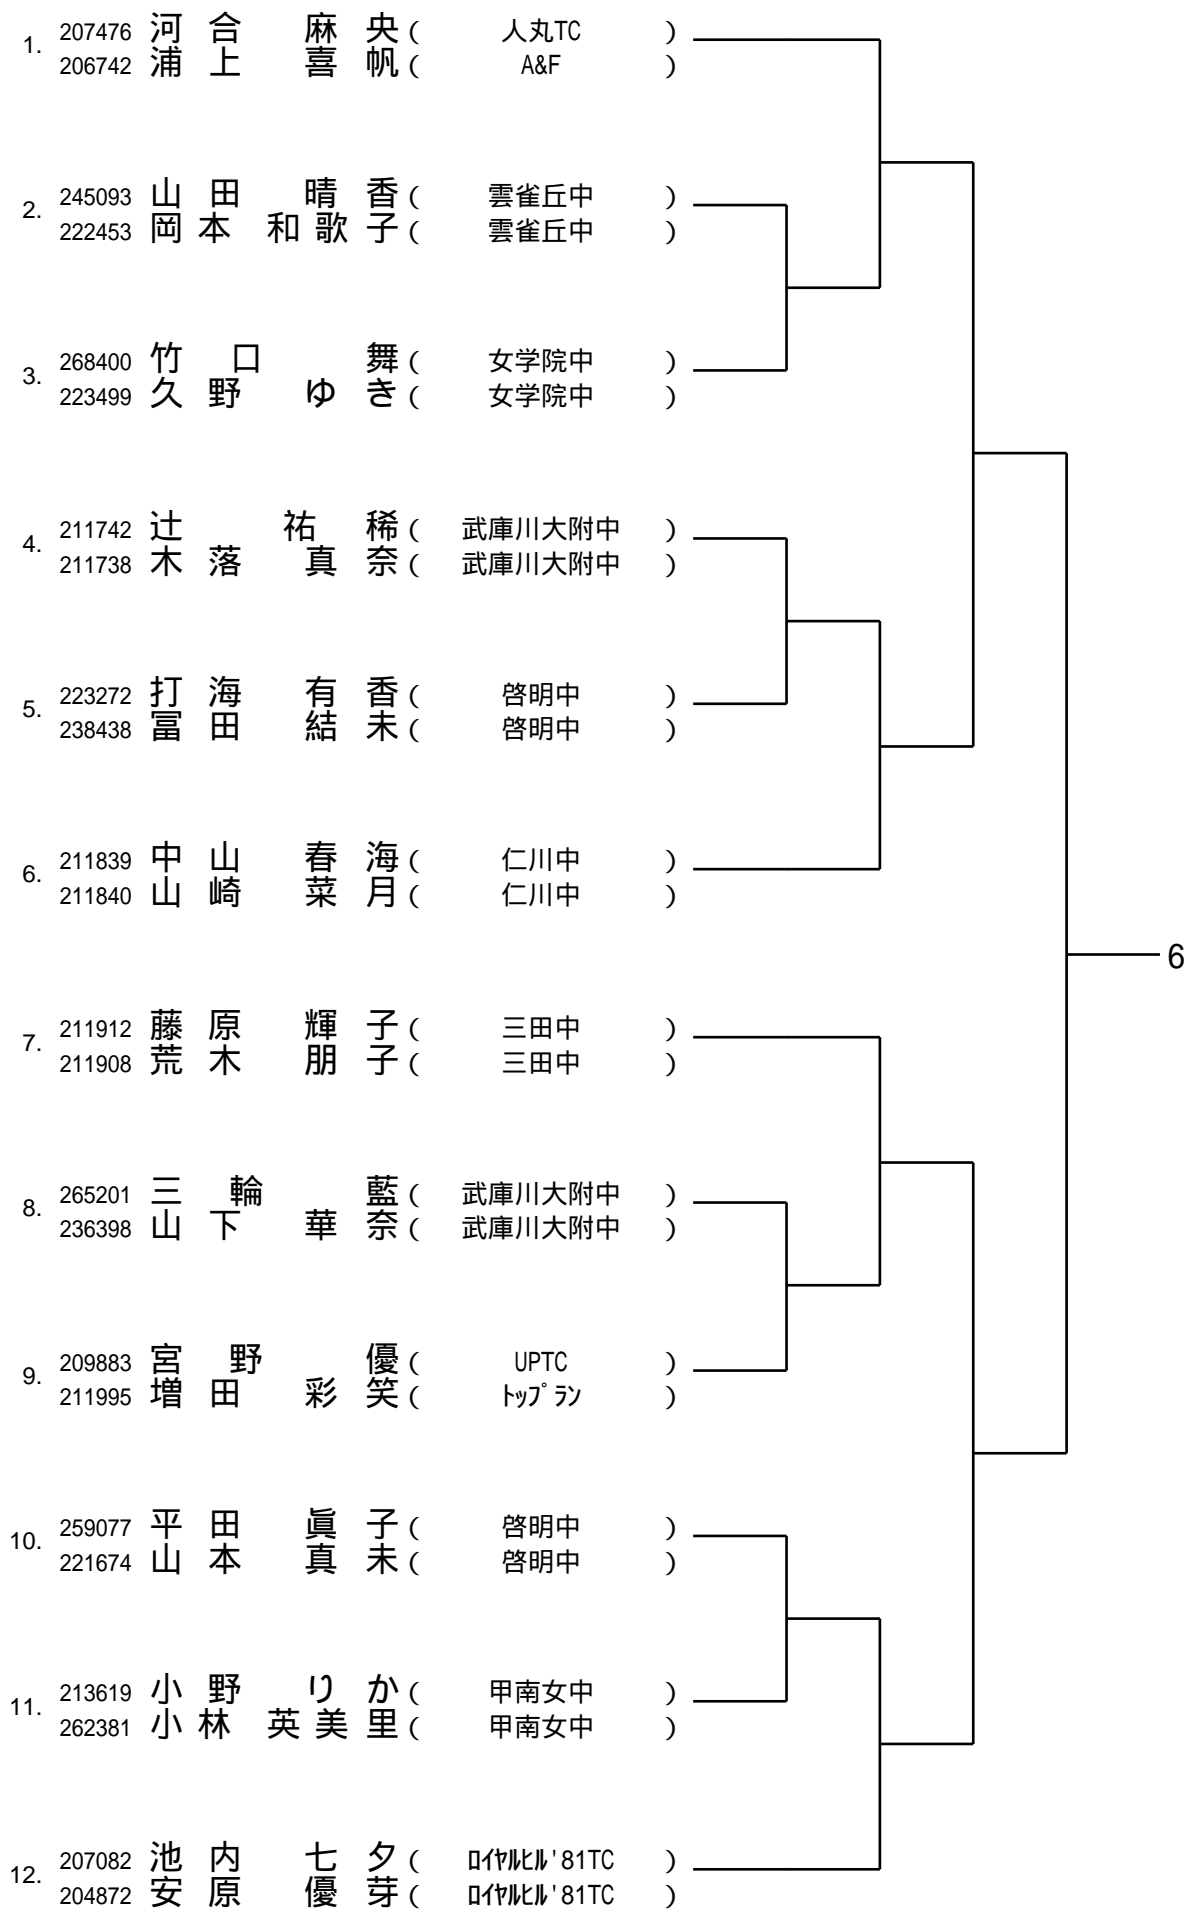 1. 207476 河合 麻央 ( 人丸TC )
206742 浦上 喜帆 ( A&F )
2. 245093 山田 晴香 ( 雲雀丘中 )
222453 岡本 和歌子 ( 雲雀丘中 )
3. 268400 竹口 舞 ( 女学院中 )
223499 久野 ゆき ( 女学院中 )
4. 211742 辻 祐稀 ( 武庫川大附中 )
211738 木落 真奈 ( 武庫川大附中 )
5. 223272 打海 有香 ( 啓明中 )
238438 冨田 結未 ( 啓明中 )
6. 211839 中山 春海 ( 仁川中 )
211840 山崎 菜月 ( 仁川中 )
6
7. 211912 藤原 輝子 ( 三田中 )
211908 荒木 朋子 ( 三田中 )
8. 265201 三輪 藍 ( 武庫川大附中 )
236398 山下 華奈 ( 武庫川大附中 )
9. 209883 宮野 優 ( UPTC )
211995 増田 彩笑 ( ﾄｯﾌﾟﾗﾝ )
10. 259077 平田 眞子 ( 啓明中 )
221674 山本 真未 ( 啓明中 )
11. 213619 小野 りか ( 甲南女中 )
262381 小林 英美里 ( 甲南女中 )
12. 207082 池内 七夕 ( ﾛｲﾔﾙﾋﾙ'81TC )
204872 安原 優芽 ( ﾛｲﾔﾙﾋﾙ'81TC )